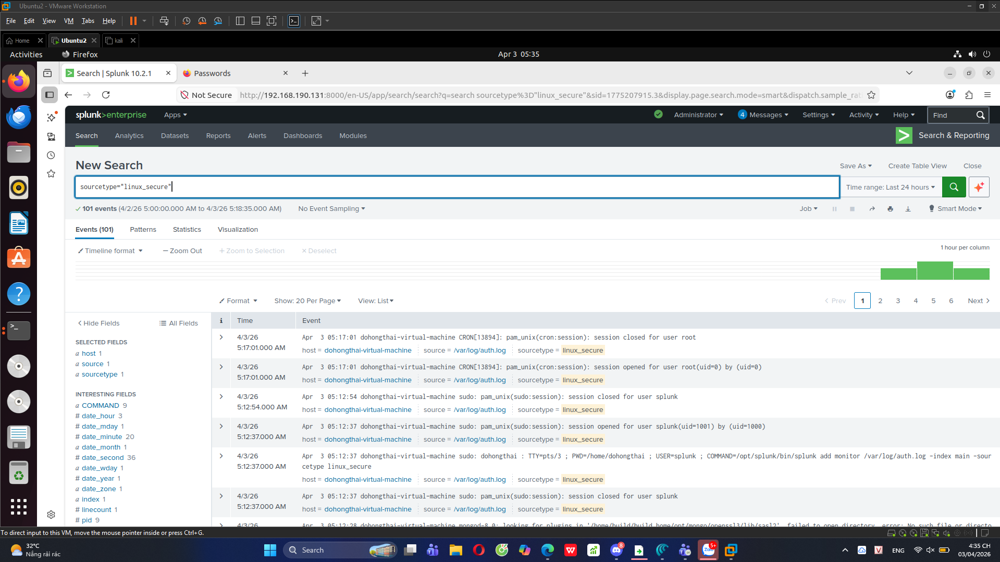 Ubuntu2 - VMware Workstation
File Edit View VM Tabs Help
Home Ubuntu2 kali
Activities Firefox Apr 3 05:35
Search | Splunk 10.2.1 Passwords
Not Secure http://192.168.190.131:8000/en-US/app/search/search?q=search sourcetype%3D"linux_secure"&sid=1775207915.3&display.page.search.mode=smart&dispatch.sample_rat
splunk>enterprise Apps Administrator 4 Messages Settings Activity Help Find
Search Analytics Datasets Reports Alerts Dashboards Modules Search & Reporting
New Search
Save As Create Table View Close
sourcetype="linux_secure"
Time range: Last 24 hours
101 events (4/2/26 5:00:00.000 AM to 4/3/26 5:18:35.000 AM) No Event Sampling Job Smart Mode
Events (101) Patterns Statistics Visualization
Timeline format Zoom Out + Zoom to Selection × Deselect
1 hour per column
Format Show: 20 Per Page View: List
Prev 1 2 3 4 5 6 Next
Hide Fields All Fields
SELECTED FIELDS
a host 1
a source 1
a sourcetype 1
INTERESTING FIELDS
a COMMAND 9
# date_hour 3
# date_mday 1
# date_minute 20
a date_month 1
# date_second 36
a date_wday 1
# date_year 1
a date_zone 1
a index 1
# linecount 1
# pid 9
i Time Event
4/3/26 5:17:01.000 AM
Apr 3 05:17:01 dohongthai-virtual-machine CRON[13894]: pam_unix(cron:session): session closed for user root
host = dohongthai-virtual-machine source = /var/log/auth.log sourcetype = linux_secure
4/3/26 5:17:01.000 AM
Apr 3 05:17:01 dohongthai-virtual-machine CRON[13894]: pam_unix(cron:session): session opened for user root(uid=0) by (uid=0)
host = dohongthai-virtual-machine source = /var/log/auth.log sourcetype = linux_secure
4/3/26 5:12:54.000 AM
Apr 3 05:12:54 dohongthai-virtual-machine sudo: pam_unix(sudo:session): session closed for user splunk
host = dohongthai-virtual-machine source = /var/log/auth.log sourcetype = linux_secure
4/3/26 5:12:37.000 AM
Apr 3 05:12:37 dohongthai-virtual-machine sudo: pam_unix(sudo:session): session opened for user splunk(uid=1001) by (uid=1000)
host = dohongthai-virtual-machine source = /var/log/auth.log sourcetype = linux_secure
4/3/26 5:12:37.000 AM
Apr 3 05:12:37 dohongthai-virtual-machine sudo: dohongthai : TTY=pts/3 ; PWD=/home/dohongthai ; USER=splunk ; COMMAND=/opt/splunk/bin/splunk add monitor /var/log/auth.log -index main -sour
cetype linux_secure
host = dohongthai-virtual-machine source = /var/log/auth.log sourcetype = linux_secure
4/3/26 5:12:37.000 AM
Apr 3 05:12:37 dohongthai-virtual-machine sudo: pam_unix(sudo:session): session closed for user splunk
host = dohongthai-virtual-machine source = /var/log/auth.log sourcetype = linux_secure
4/3/26
Apr 3 05:12:28 dohongthai-virtual-machine mongod-8.0: looking for plugins in '/home/build/build_home/opt/mongo/openssl3/lib/sasl2', failed to open directory, error: No such file or directo
To direct input to this VM, move the mouse pointer inside or press Ctrl+G.
32°C
Nắng rải rác
Search
8
Zalo 5+
ENG
4:35 CH
03/04/2026